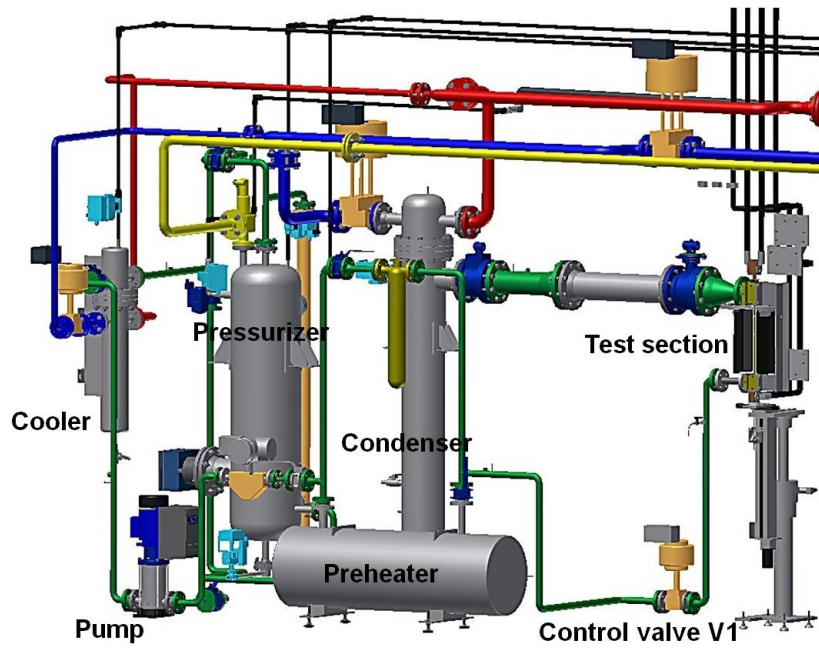 Pressurizer
Test section
Cooler
Condenser
Preheater
Pump
Control valve V1